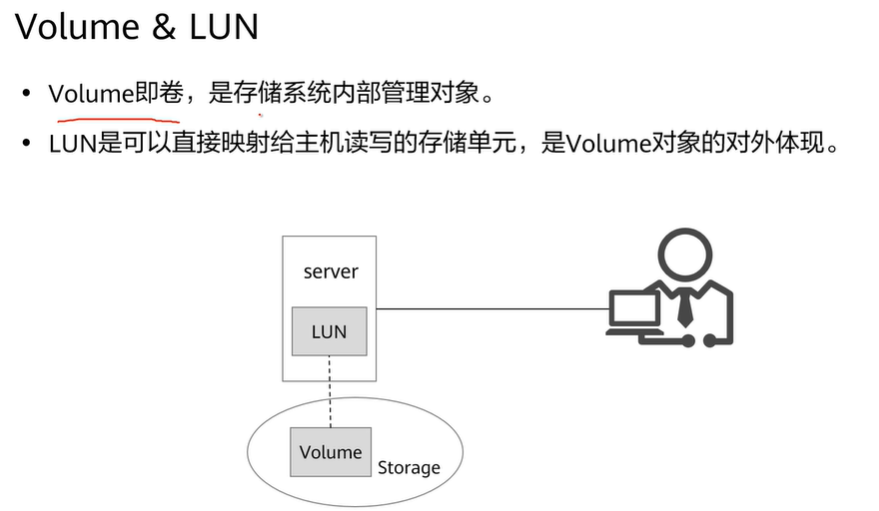 Volume & LUN
• Volume即卷，是存储系统内部管理对象。
• LUN是可以直接映射给主机读写的存储单元，是Volume对象的对外体现。
server
LUN
Volume
Storage